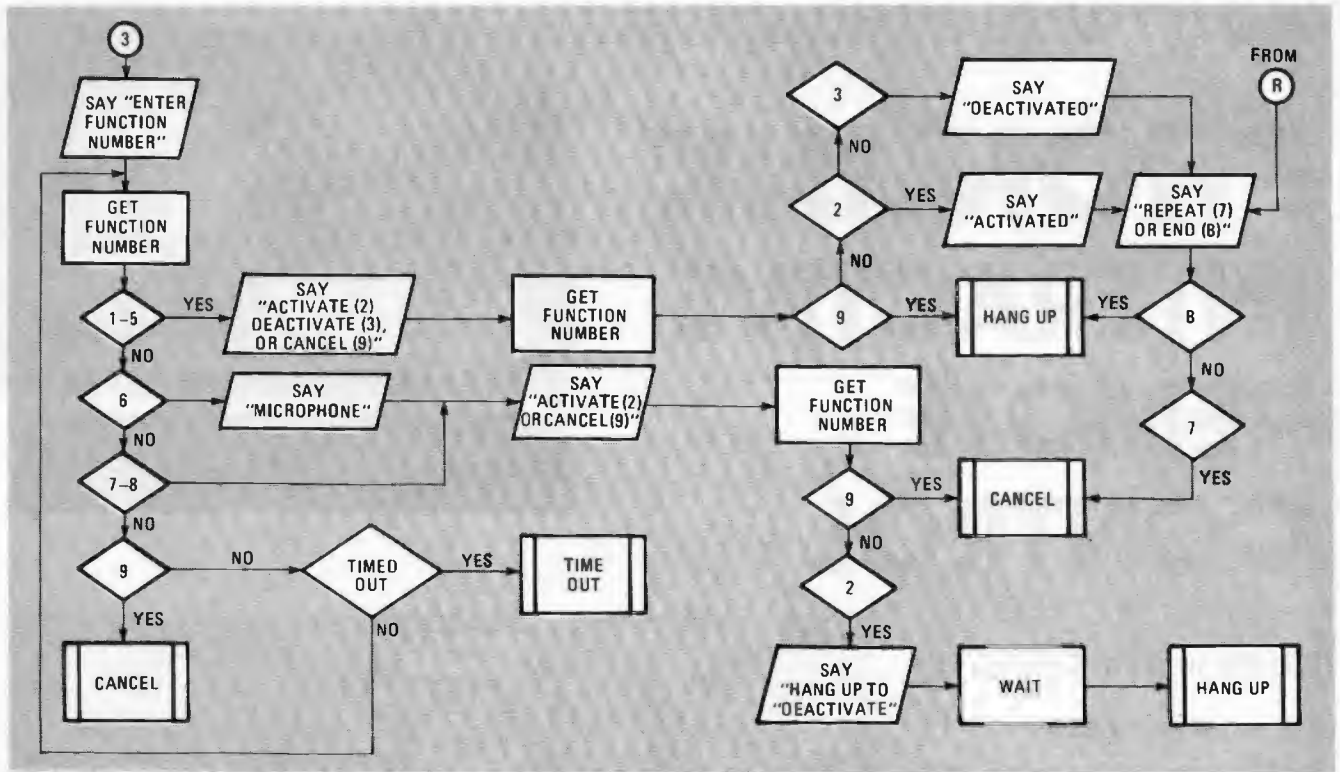 3
SAY "ENTER
FUNCTION
NUMBER"
GET
FUNCTION
NUMBER
1-5
YES
NO
SAY
"ACTIVATE (2)
DEACTIVATE (3),
OR CANCEL (9)"
GET
FUNCTION
NUMBER
9
YES
NO
HANG UP
2
YES
NO
SAY
"ACTIVATED"
3
SAY
"DEACTIVATED"
FROM
R
SAY
"REPEAT (7)
OR END (B)"
B
YES
NO
7
YES
6
NO
SAY
"MICROPHONE"
SAY
"ACTIVATE (2)
OR CANCEL (9)"
GET
FUNCTION
NUMBER
9
YES
NO
CANCEL
2
YES
SAY
"HANG UP TO
"DEACTIVATE"
WAIT
HANG UP
7-8
NO
9
NO
YES
TIMED
OUT
YES
NO
TIME
OUT
CANCEL